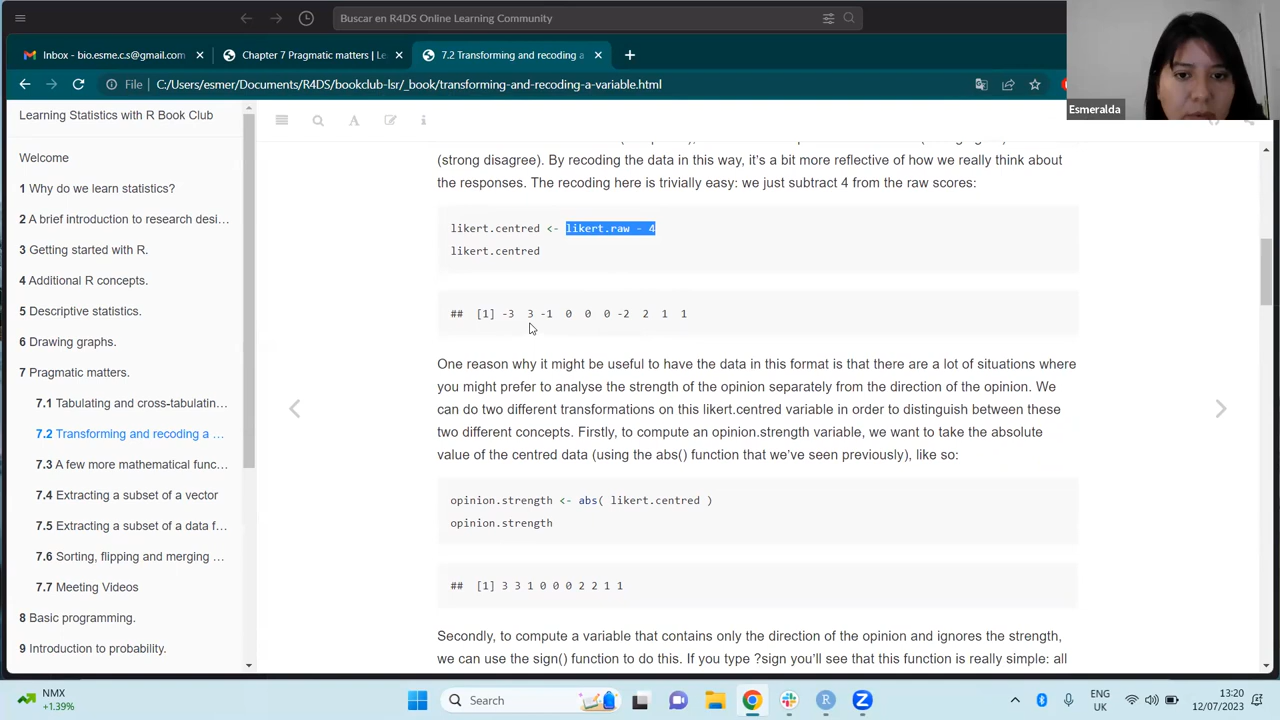 Buscar en R4DS Online Learning Community
Inbox - bio.esme.c.s@gmail.com
Chapter 7 Pragmatic matters | Le
7.2 Transforming and recoding a
File
C:/Users/esmer/Documents/R4DS/bookclub-lsr/_book/transforming-and-recoding-a-variable.html
Esmeralda
Learning Statistics with R Book Club
Welcome
1 Why do we learn statistics?
2 A brief introduction to research desi...
3 Getting started with R.
4 Additional R concepts.
5 Descriptive statistics.
6 Drawing graphs.
7 Pragmatic matters.
7.1 Tabulating and cross-tabulatin...
7.2 Transforming and recoding a ...
7.3 A few more mathematical func...
7.4 Extracting a subset of a vector
7.5 Extracting a subset of a data f...
7.6 Sorting, flipping and merging ...
7.7 Meeting Videos
8 Basic programming.
9 Introduction to probability.
(strong disagree). By recoding the data in this way, it's a bit more reflective of how we really think about
the responses. The recoding here is trivially easy: we just subtract 4 from the raw scores:
likert.centred <- likert.raw - 4
likert.centred
## [1] -3 3 -1 0 0 0 -2 2 1 1
One reason why it might be useful to have the data in this format is that there are a lot of situations where
you might prefer to analyse the strength of the opinion separately from the direction of the opinion. We
can do two different transformations on this likert.centred variable in order to distinguish between these
two different concepts. Firstly, to compute an opinion.strength variable, we want to take the absolute
value of the centred data (using the abs() function that we've seen previously), like so:
opinion.strength <- abs( likert.centred )
opinion.strength
## [1] 3 3 1 0 0 0 2 2 1 1
Secondly, to compute a variable that contains only the direction of the opinion and ignores the strength,
we can use the sign() function to do this. If you type ?sign you'll see that this function is really simple: all
NMX
+1.39%
Search
ENG
UK
13:20
12/07/2023